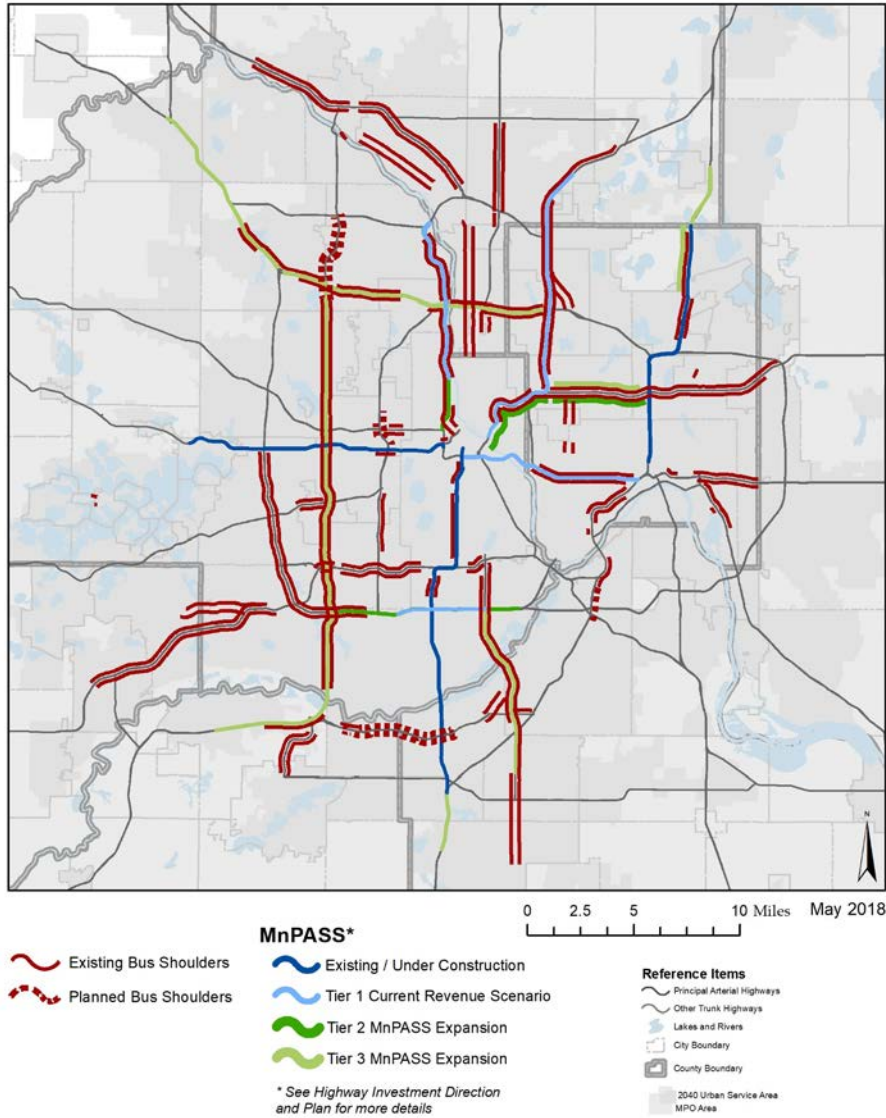 N
0 2.5 5 10 Miles May 2018
MnPASS*
Existing Bus Shoulders
Planned Bus Shoulders
Existing / Under Construction
Tier 1 Current Revenue Scenario
Tier 2 MnPASS Expansion
Tier 3 MnPASS Expansion
* See Highway Investment Direction
and Plan for more details
Reference Items
Principal Arterial Highways
Other Trunk Highways
Lakes and Rivers
City Boundary
County Boundary
2040 Urban Service Area
MPO Area